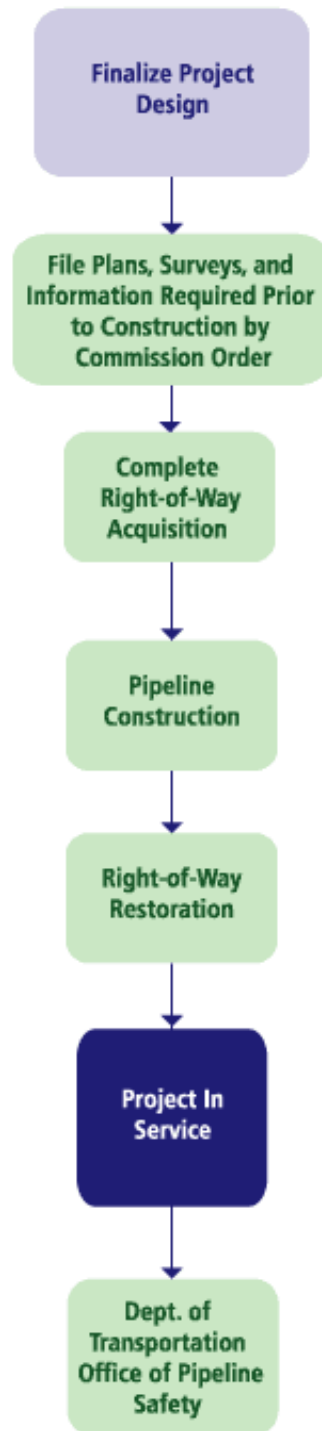 Finalize Project
Design
File Plans, Surveys, and
Information Required Prior
to Construction by
Commission Order
Complete
Right-of-Way
Acquisition
Pipeline
Construction
Right-of-Way
Restoration
Project In
Service
Dept. of
Transportation
Office of Pipeline
Safety